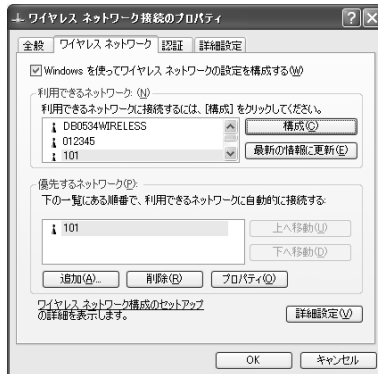 ワイヤレス ネットワーク接続のプロパティ
全般 ワイヤレス ネットワーク 認証 詳細設定
Windows を使ってワイヤレス ネットワークの設定を構成する(W)
利用できるネットワーク: (N)
利用できるネットワークに接続するには、[構成] をクリックしてください。
DB0534WIRELESS
012345
101
構成(C)
最新の情報に更新(E)
優先するネットワーク(P):
下の一覧にある順番で、利用できるネットワークに自動的に接続する:
101
上へ移動(U)
下へ移動(D)
追加(A)... 削除(R) プロパティ(O)
ワイヤレス ネットワーク構成のセットアップ
の詳細を表示します。
詳細設定(V)
OK キャンセル